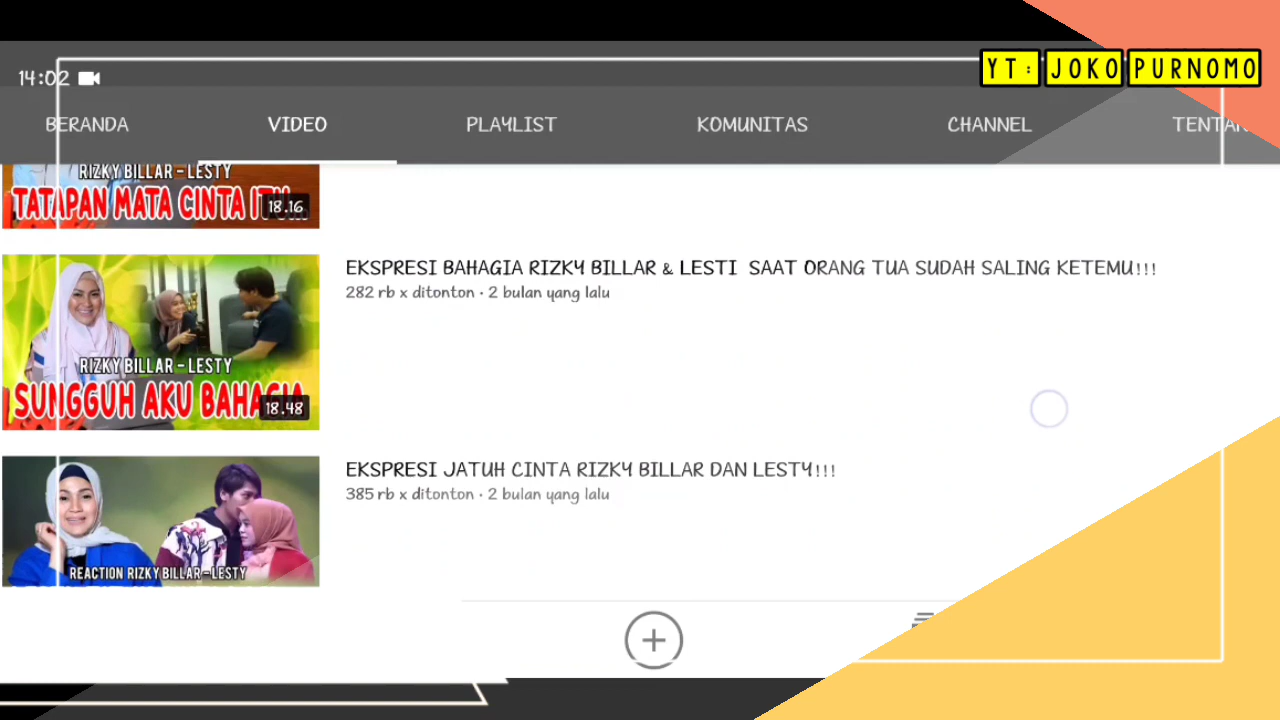 YT: JOKO PURNOMO
14:02
BERANDA VIDEO PLAYLIST KOMUNITAS CHANNEL
RIZKY BILLAR - LESTY
TATAPAN MATA CINTA
18.16
EKSPRESI BAHAGIA RIZKY BILLAR & LESTI SAAT ORANG TUA SUDAH SALING KETEMU!!!
282 rb x ditonton · 2 bulan yang lalu
RIZKY BILLAR - LESTY
SUNGGUH AKU BAHAGIA
18.48
EKSPRESI JATUH CINTA RIZKY BILLAR DAN LESTY!!!
385 rb x ditonton · 2 bulan yang lalu
REACTION RIZKY BILLAR - LESTY